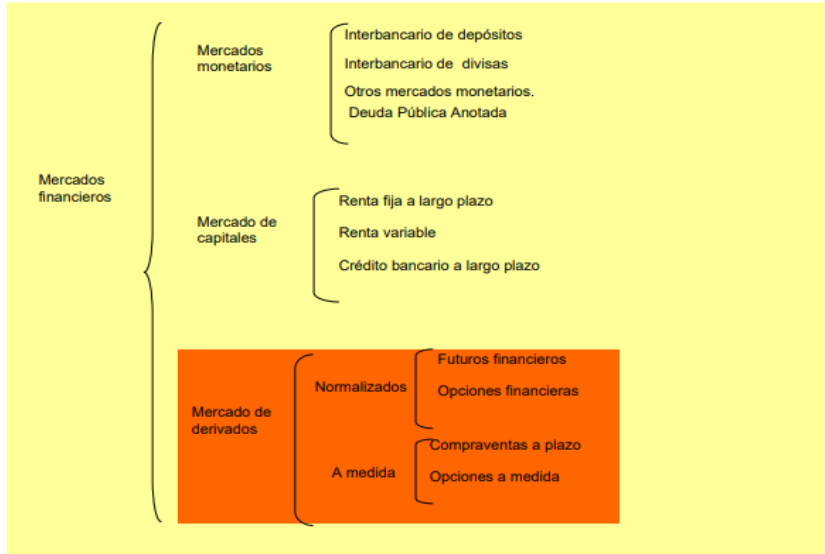 Mercados
financieros
Mercados
monetarios
Interbancario de depósitos
Interbancario de  divisas
Otros mercados monetarios.
Deuda Pública Anotada
Mercado de
capitales
Renta fija a largo plazo
Renta variable
Crédito bancario a largo plazo
Mercado de
derivados
Normalizados
Futuros financieros
Opciones financieras
A medida
Compraventas a plazo
Opciones a medida